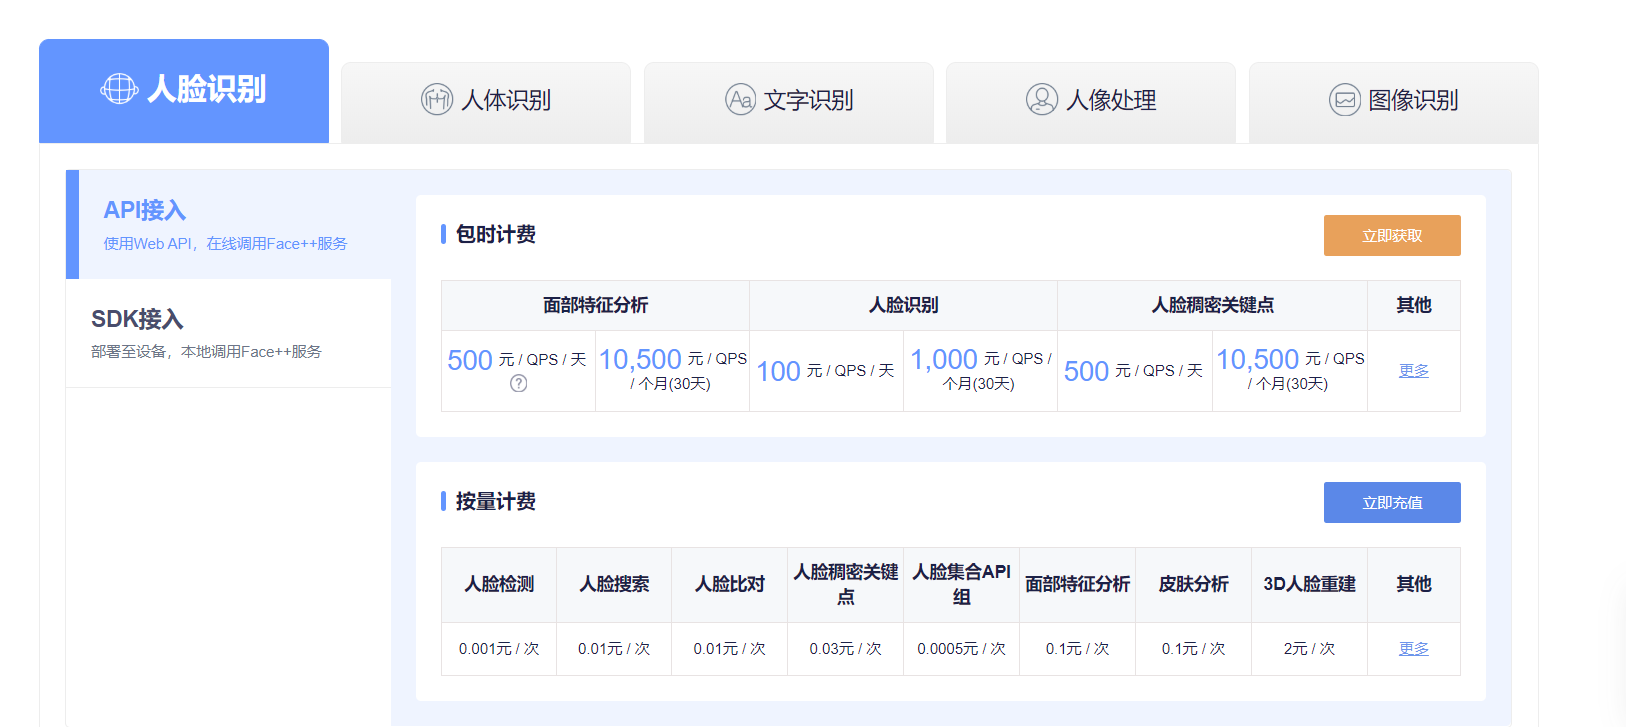 人脸识别
人体识别
文字识别
人像处理
图像识别
API接入
使用Web API，在线调用Face++服务
SDK接入
部署至设备，本地调用Face++服务
包时计费
立即获取
面部特征分析
人脸识别
人脸稠密关键点
其他
500 元 / QPS / 天
?
10,500 元 / QPS
/ 个月(30天)
100 元 / QPS / 天
1,000 元 / QPS /
个月(30天)
500 元 / QPS / 天
10,500 元 / QPS
/ 个月(30天)
更多
按量计费
立即充值
人脸检测
人脸搜索
人脸比对
人脸稠密关键
点
人脸集合API
组
面部特征分析
皮肤分析
3D人脸重建
其他
0.001元 / 次
0.01元 / 次
0.01元 / 次
0.03元 / 次
0.0005元 / 次
0.1元 / 次
0.1元 / 次
2元 / 次
更多